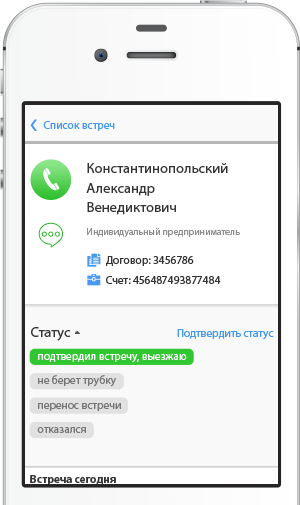 Список встреч
Константинопольский
Александр
Венедиктович
Индивидуальный предприниматель
Договор: 3456786
Счет: 456487493877484
Статус
Подтвердить статус
подтвердил встречу, выезжаю
не берет трубку
перенос встречи
отказался
Встреча сегодня